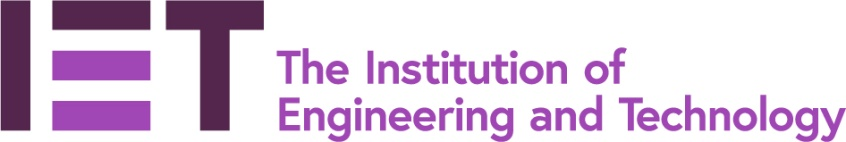 IET
The Institution of
Engineering and Technology